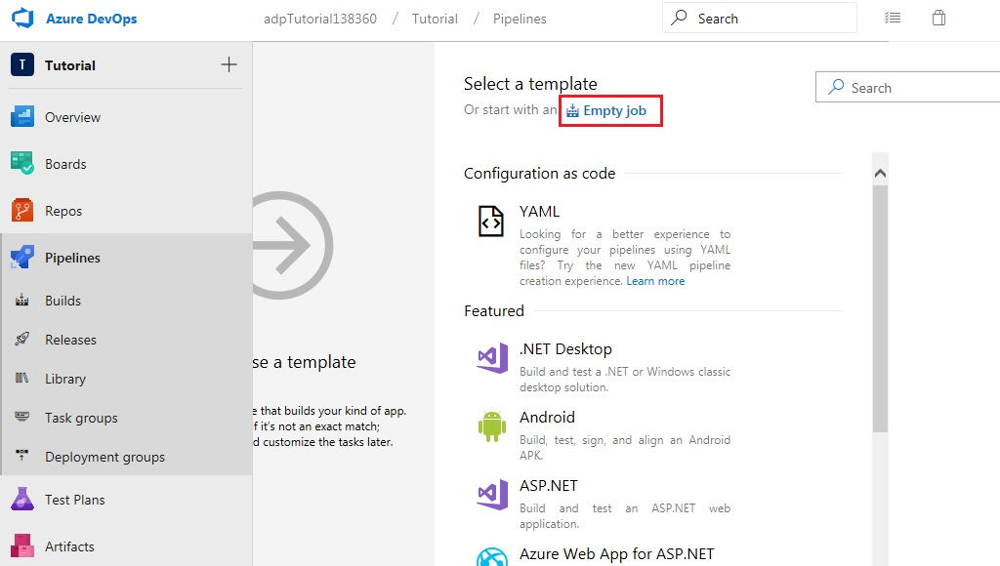 Azure DevOps
adpTutorial138360 / Tutorial / Pipelines
Search
T Tutorial
Overview
Boards
Repos
Pipelines
Builds
Releases
Library
Task groups
Deployment groups
Test Plans
Artifacts
se a template
e that builds your kind of app.
f it's not an exact match;
d customize the tasks later.
Select a template
Or start with an Empty job
Search
Configuration as code
YAML
Looking for a better experience to
configure your pipelines using YAML
files? Try the new YAML pipeline
creation experience. Learn more
Featured
.NET Desktop
Build and test a .NET or Windows classic
desktop solution.
Android
Build, test, sign, and align an Android
APK.
ASP.NET
Build and test an ASP.NET web
application.
Azure Web App for ASP.NET